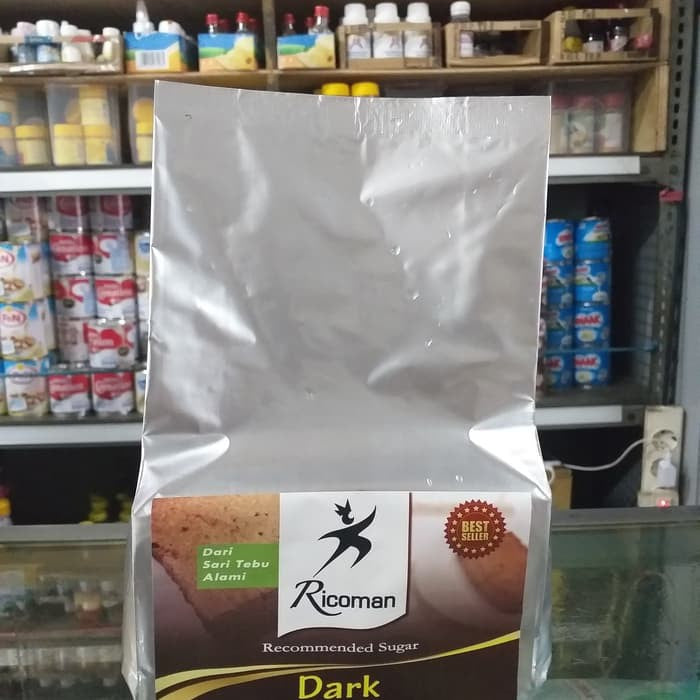 Dari
Sari Tebu
Alami
BEST
SELLER
Ricoman
Recommended Sugar
Dark
F&N